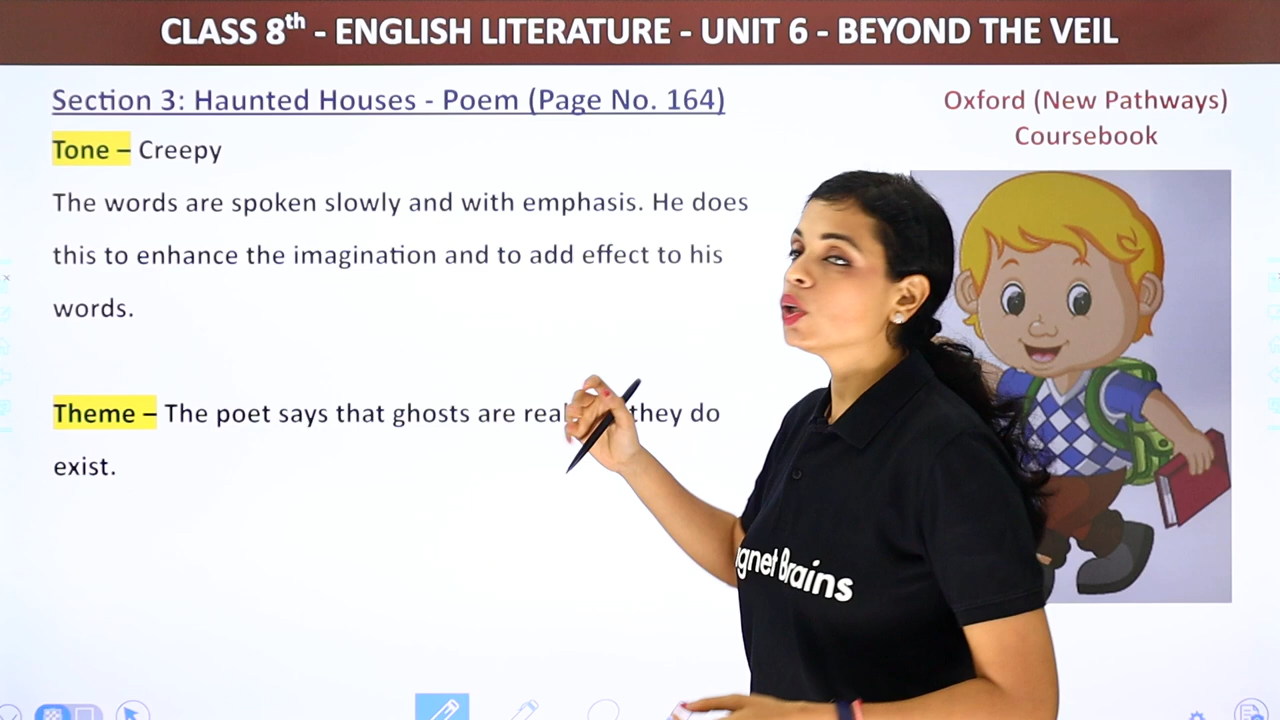 CLASS 8th - ENGLISH LITERATURE - UNIT 6 - BEYOND THE VEIL
Section 3: Haunted Houses - Poem (Page No. 164)
Oxford (New Pathways)
Coursebook
Tone – Creepy
The words are spoken slowly and with emphasis. He does
this to enhance the imagination and to add effect to his
words.
Theme – The poet says that ghosts are real they do
exist.
gnet Brains